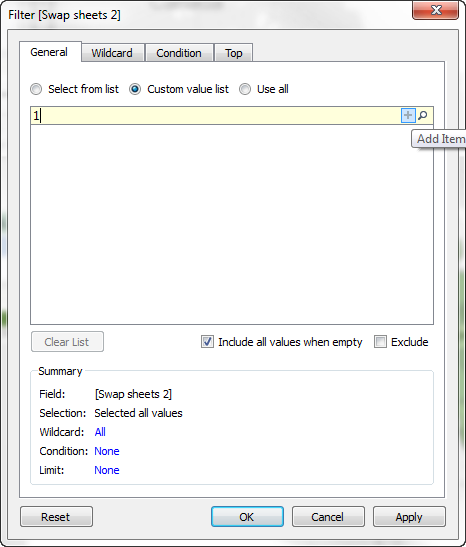 Filter [Swap sheets 2]
General Wildcard Condition Top
Select from list Custom value list Use all
1
Add Item
Clear List Include all values when empty Exclude
Summary
Field: [Swap sheets 2]
Selection: Selected all values
Wildcard: All
Condition: None
Limit: None
Reset OK Cancel Apply